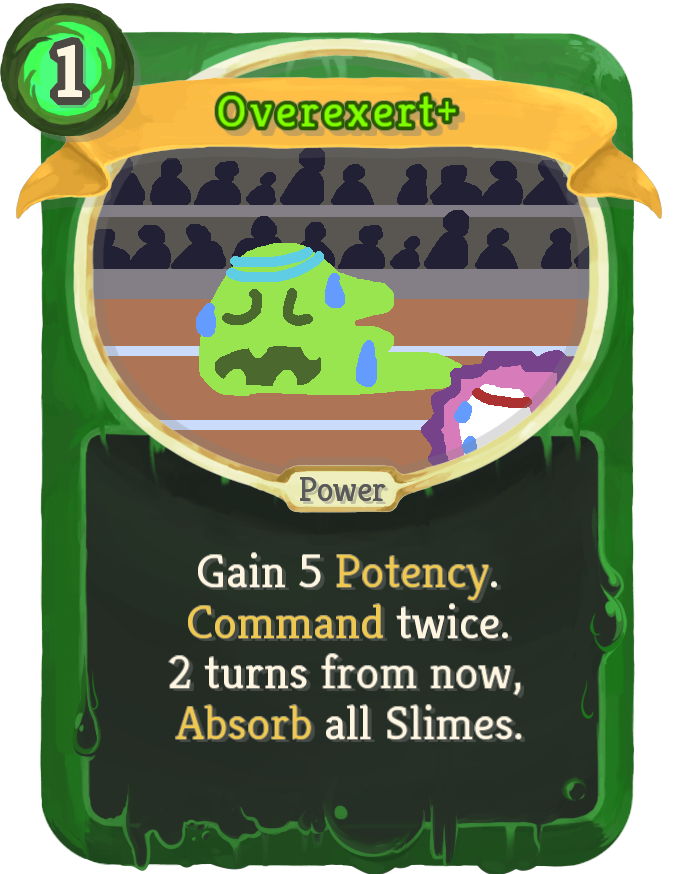 1
Overexert+
Power
Gain 5 Potency.
Command twice.
2 turns from now,
Absorb all Slimes.